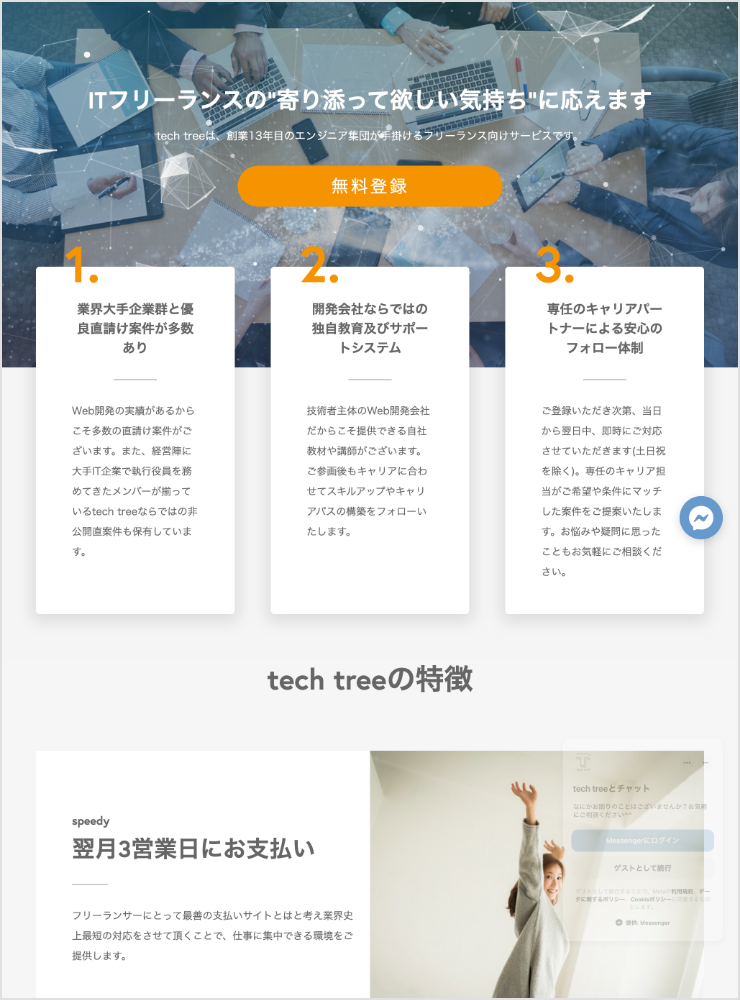 ITフリーランスの"寄り添って欲しい気持ち"に応えます
tech treeは、創業13年目のエンジニア集団が手掛けるフリーランス向けサービスです。
無料登録
1.
業界大手企業群と優
良直請け案件が多数
あり
Web開発の実績があるから
こそ多数の直請け案件がご
ざいます。また、経営陣に
大手IT企業で執行役員を務
めてきたメンバーが揃って
いるtech treeならではの非
公開直案件も保有していま
す。
2.
開発会社ならではの
独自教育及びサポー
トシステム
技術者主体のWeb開発会社
だからこそ提供できる自社
教材や講師がございます。
ご参画後もキャリアに合わ
せてスキルアップやキャリ
アパスの構築をフォローい
たします。
3.
専任のキャリアパー
トナーによる安心の
フォロー体制
ご登録いただき次第、当日
から翌日中、即時にご対応
させていただきます(土日祝
を除く)。専任のキャリア担
当がご希望や条件にマッチ
した案件をご提案いたしま
す。お悩みや疑問に思った
こともお気軽にご相談くだ
さい。
tech treeの特徴
speedy
翌月3営業日にお支払い
フリーランサーにとって最善の支払いサイトとはと考え業界史
上最短の対応をさせて頂くことで、仕事に集中できる環境をご
提供します。
tech treeとチャット
なにかお困りのことはございませんか？お気軽
にご相談ください^^
Messengerにログイン
ゲストとして続行
提供: Messenger